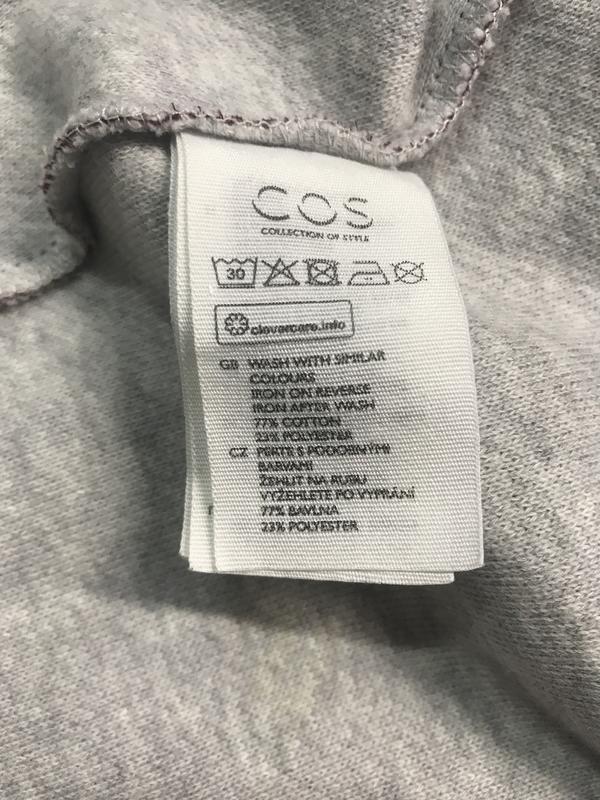 COS
COLLECTION OF STYLE
30
clevercare.info
GB WASH WITH SIMILAR
COLOURS
IRON ON REVERSE
IRON AFTER WASH
77% COTTON
23% POLYESTER
CZ PERTE S PODOBNÝMI
BARVAMI
ŽEHLIT NA RUBU
VYŽEHLETE PO VYPRÁNÍ
77% BAVLNA
23% POLYESTER